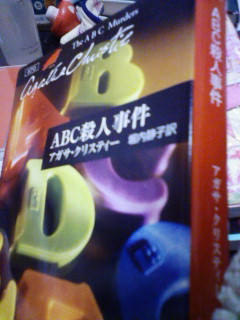 The ABC Murders
Agatha Christie
ABC殺人事件
アガサ・クリスティー 堀内静子訳
ABC殺人事件
アガサ・クリスティ